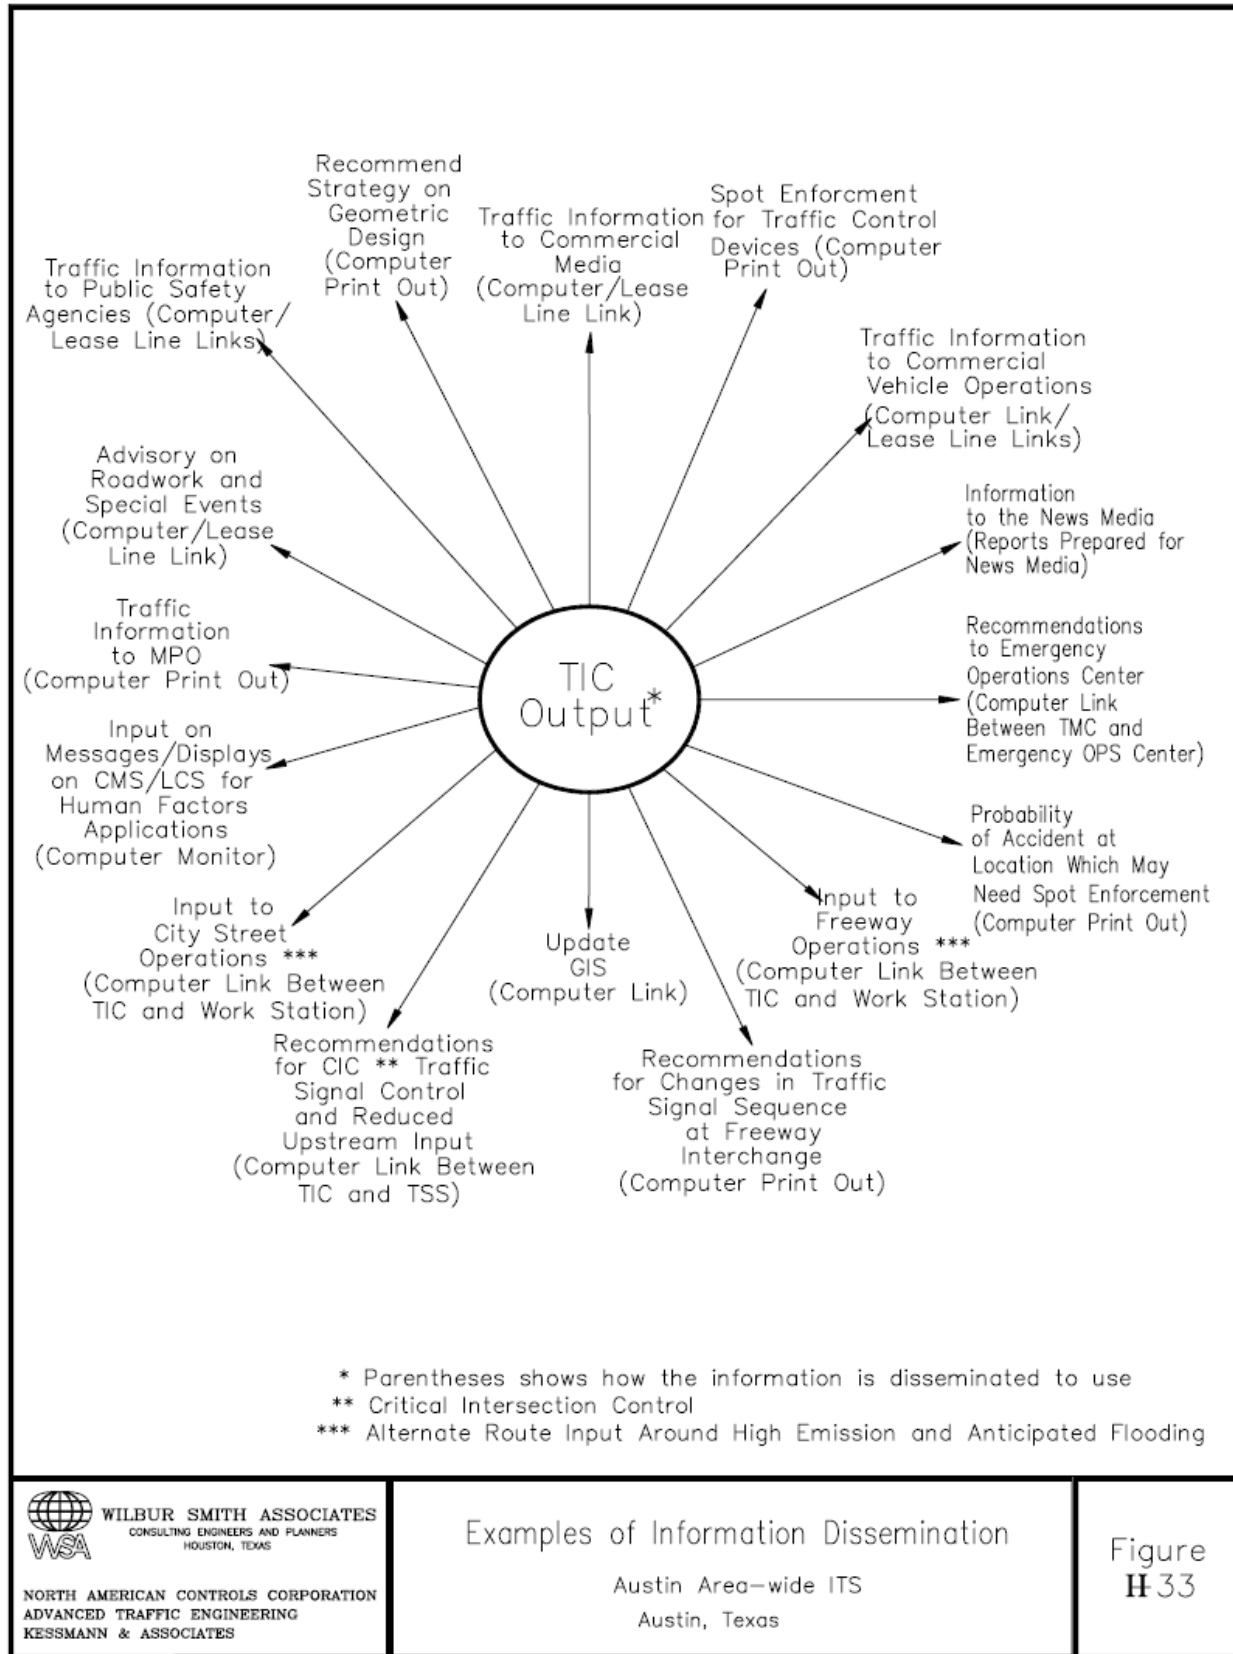 Recommend
Strategy on
Geometric
Design
(Computer
Print Out)
Traffic Information
to Commercial
Media
(Computer/Lease
Line Link)
Spot Enforcment
for Traffic Control
Devices (Computer
Print Out)
Traffic Information
to Public Safety
Agencies (Computer/
Lease Line Links)
Traffic Information
to Commercial
Vehicle Operations
(Computer Link/
Lease Line Links)
Advisory on
Roadwork and
Special Events
(Computer/Lease
Line Link)
Information
to the News Media
(Reports Prepared for
News Media)
Traffic
Information
to MPO
(Computer Print Out)
TIC
Output*
Recommendations
to Emergency
Operations Center
(Computer Link
Between TMC and
Emergency OPS Center)
Input on
Messages/Displays
on CMS/LCS for
Human Factors
Applications
(Computer Monitor)
Probability
of Accident at
Location Which May
Need Spot Enforcement
(Computer Print Out)
Input to
City Street
Operations ***
(Computer Link Between
TIC and Work Station)
Update
GIS
(Computer Link)
Input to
Freeway
Operations ***
(Computer Link Between
TIC and Work Station)
Recommendations
for CIC ** Traffic
Signal Control
and Reduced
Upstream Input
(Computer Link Between
TIC and TSS)
Recommendations
for Changes in Traffic
Signal Sequence
at Freeway
Interchange
(Computer Print Out)
* Parentheses shows how the information is disseminated to use
** Critical Intersection Control
*** Alternate Route Input Around High Emission and Anticipated Flooding
WSA
WILBUR SMITH ASSOCIATES
CONSULTING ENGINEERS AND PLANNERS
HOUSTON, TEXAS
NORTH AMERICAN CONTROLS CORPORATION
ADVANCED TRAFFIC ENGINEERING
KESSMANN & ASSOCIATES
Examples of Information Dissemination
Austin Area-wide ITS
Austin, Texas
Figure
II-33